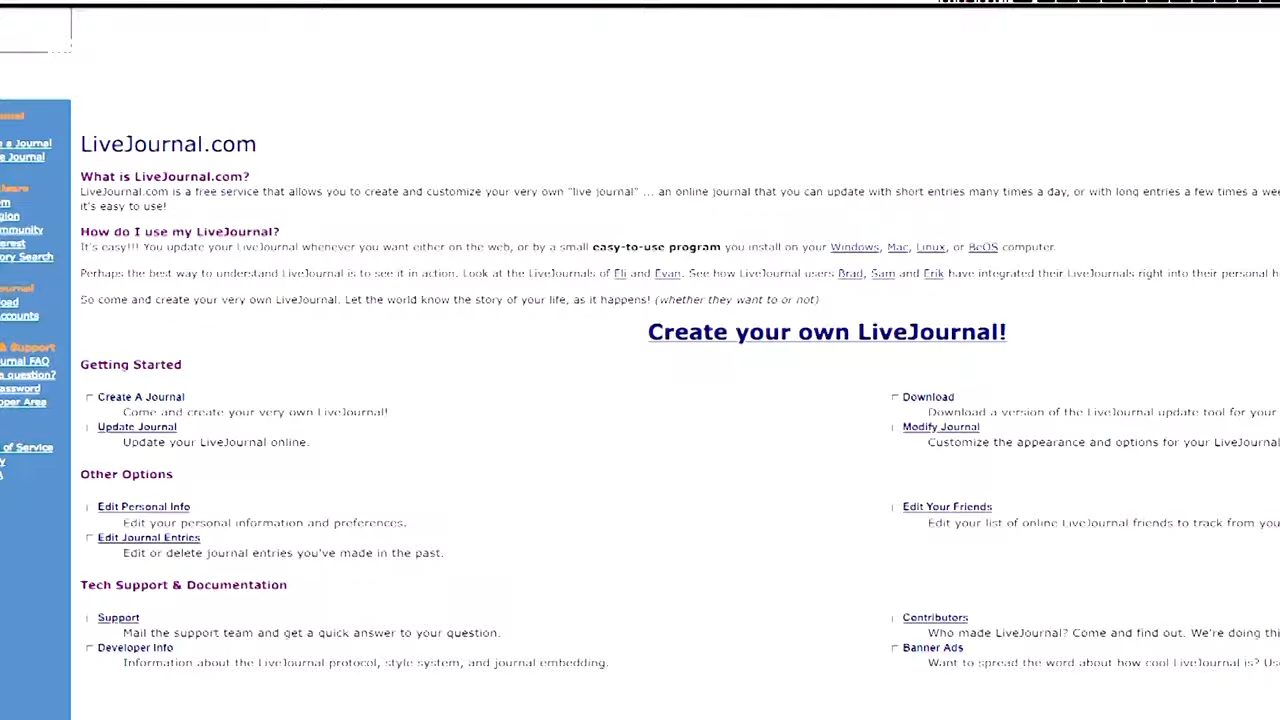 LiveJournal.com
What is LiveJournal.com?
LiveJournal.com is a free service that allows you to create and customize your very own "live journal" ... an online journal that you can update with short entries many times a day, or with long entries a few times a
it's easy to use!
How do I use my LiveJournal?
It's easy!!! You update your LiveJournal whenever you want either on the web, or by a small easy-to-use program you install on your Windows, Mac, Linux, or BeOS computer.
Perhaps the best way to understand LiveJournal is to see it in action. Look at the LiveJournals of Eli and Evan. See how LiveJournal users Brad, Sam and Erik have integrated their LiveJournals right into their personal
So come and create your very own LiveJournal. Let the world know the story of your life, as it happens! (whether they want to or not)
Create your own LiveJournal!
Getting Started
Create A Journal
Come and create your very own LiveJournal!
Download
Download a version of the LiveJournal update tool for your
Update Journal
Update your LiveJournal online.
Modify Journal
Customize the appearance and options for your LiveJournal
Other Options
Edit Personal Info
Edit your personal information and preferences.
Edit Your Friends
Edit your list of online LiveJournal friends to track from
Edit Journal Entries
Edit or delete journal entries you've made in the past.
Tech Support & Documentation
Support
Mail the support team and get a quick answer to your question.
Contributors
Who made LiveJournal? Come and find out. We're doing
Developer Info
Information about the LiveJournal protocol, style system, and journal embedding.
Banner Ads
Want to spread the word about how cool LiveJournal is?
a Journal
Journal
Search
& Support
FAQ
a question?
Area
of Service